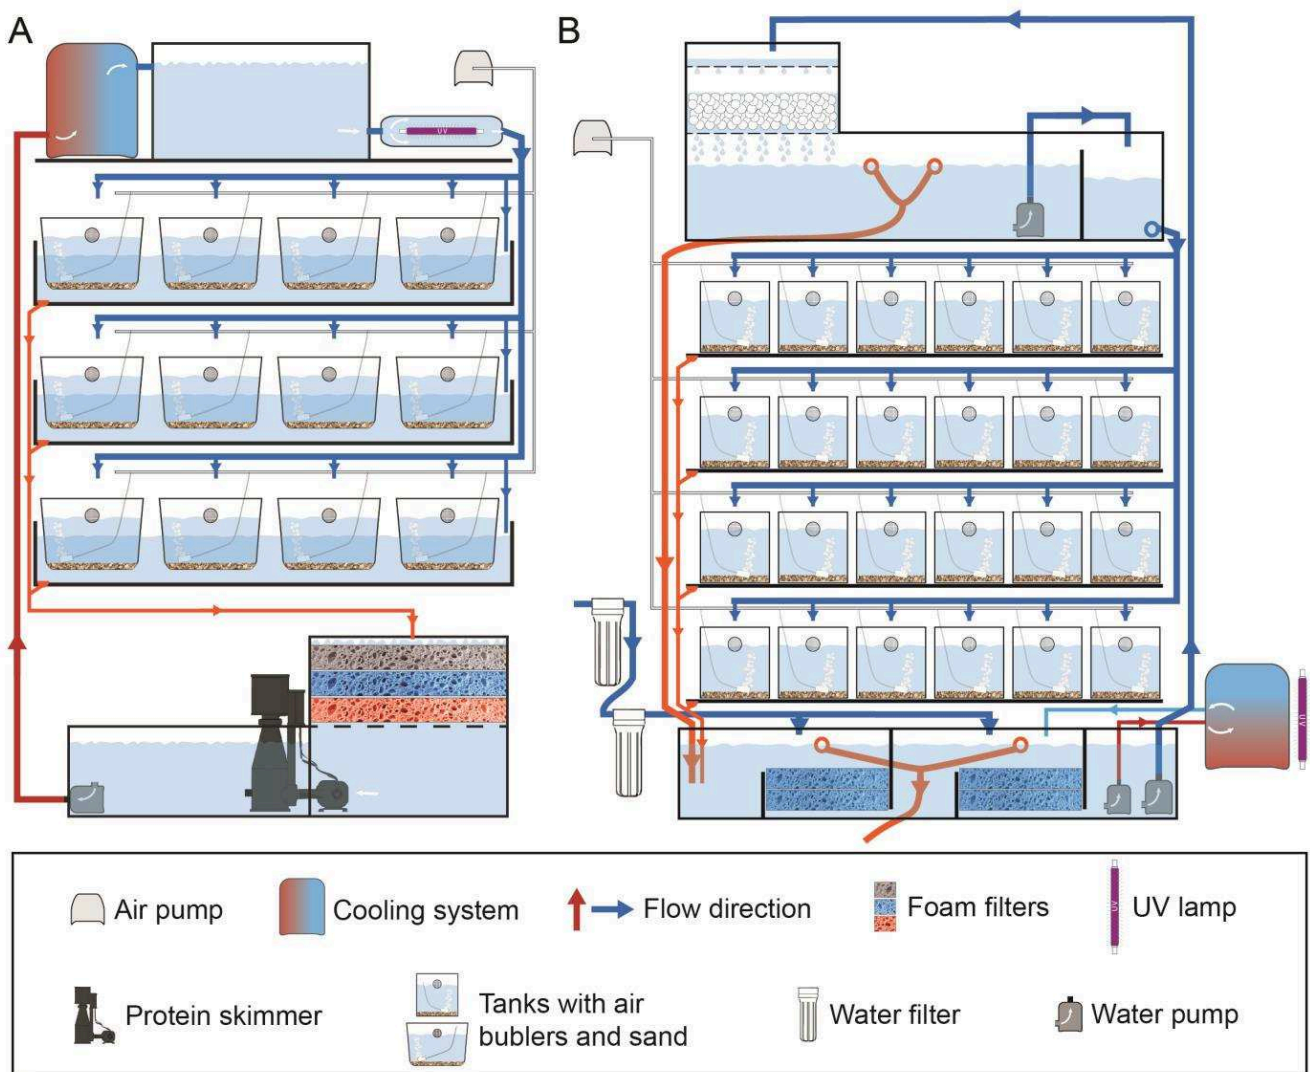 A
B
UV
UV
Air pump
Cooling system
Flow direction
Foam filters
UV
UV lamp
Protein skimmer
Tanks with air
bublers and sand
Water filter
Water pump